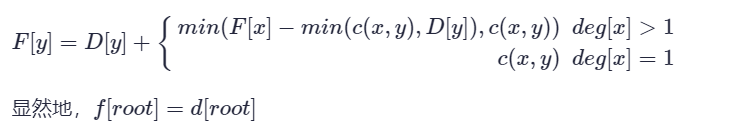 F[y] = D[y] + { min(F[x] − min(c(x, y), D[y]), c(x, y)) deg[x] > 1
c(x, y) deg[x] = 1
显然地，f[root] = d[root]